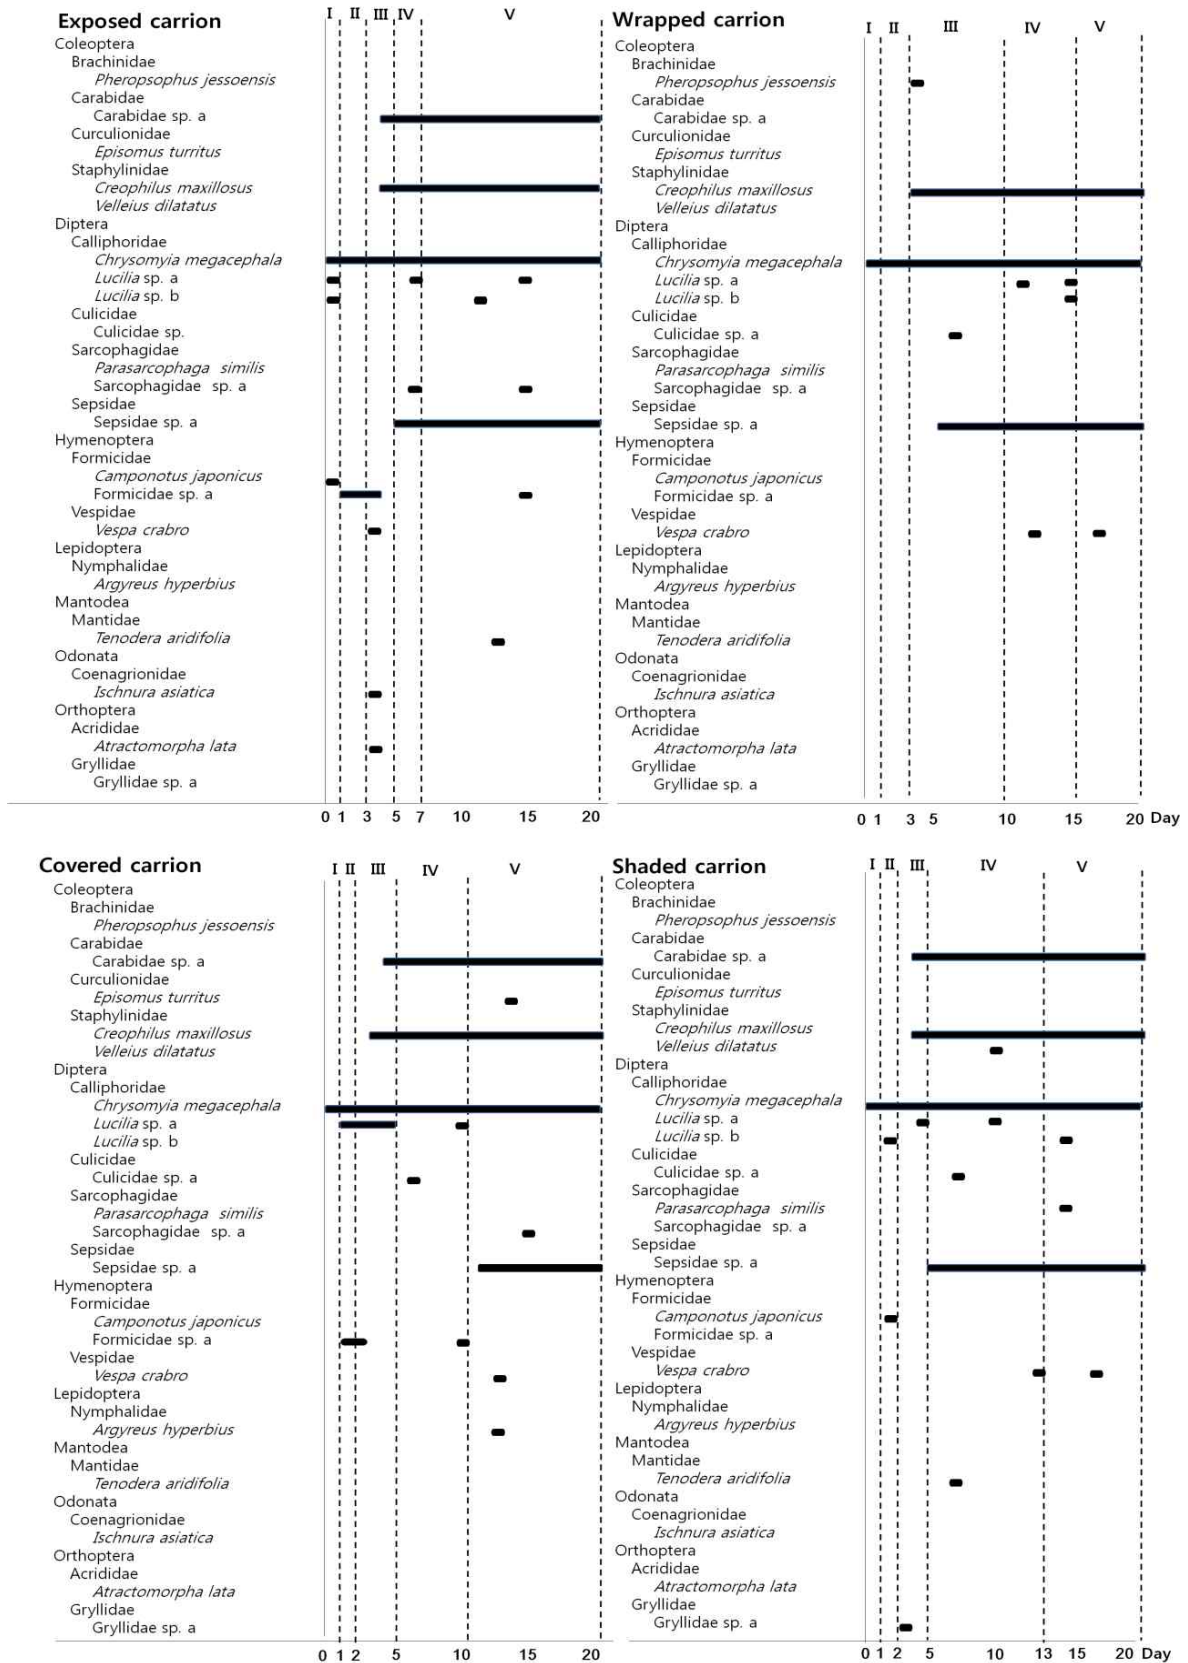 Exposed carrion
I II III IV V
Coleoptera
Brachinidae
Pheropsophus jessoensis
Carabidae
Carabidae sp. a
Curculionidae
Episomus turritus
Staphylinidae
Creophilus maxillosus
Velleius dilatatus
Diptera
Calliphoridae
Chrysomyia megacephala
Lucilia sp. a
Lucilia sp. b
Culicidae
Culicidae sp.
Sarcophagidae
Parasarcophaga similis
Sarcophagidae sp. a
Sepsidae
Sepsidae sp. a
Hymenoptera
Formicidae
Camponotus japonicus
Formicidae sp. a
Vespidae
Vespa crabro
Lepidoptera
Nymphalidae
Argyreus hyperbius
Mantodea
Mantidae
Tenodera aridifolia
Odonata
Coenagrionidae
Ischnura asiatica
Orthoptera
Acrididae
Atractomorpha lata
Gryllidae
Gryllidae sp. a
0 1 3 5 7 10 15 20
Wrapped carrion
I II III IV V
Coleoptera
Brachinidae
Pheropsophus jessoensis
Carabidae
Carabidae sp. a
Curculionidae
Episomus turritus
Staphylinidae
Creophilus maxillosus
Velleius dilatatus
Diptera
Calliphoridae
Chrysomyia megacephala
Lucilia sp. a
Lucilia sp. b
Culicidae
Culicidae sp. a
Sarcophagidae
Parasarcophaga similis
Sarcophagidae sp. a
Sepsidae
Sepsidae sp. a
Hymenoptera
Formicidae
Camponotus japonicus
Formicidae sp. a
Vespidae
Vespa crabro
Lepidoptera
Nymphalidae
Argyreus hyperbius
Mantodea
Mantidae
Tenodera aridifolia
Odonata
Coenagrionidae
Ischnura asiatica
Orthoptera
Acrididae
Atractomorpha lata
Gryllidae
Gryllidae sp. a
0 1 3 5 10 15 20 Day
Covered carrion
I II III IV V
Coleoptera
Brachinidae
Pheropsophus jessoensis
Carabidae
Carabidae sp. a
Curculionidae
Episomus turritus
Staphylinidae
Creophilus maxillosus
Velleius dilatatus
Diptera
Calliphoridae
Chrysomyia megacephala
Lucilia sp. a
Lucilia sp. b
Culicidae
Culicidae sp. a
Sarcophagidae
Parasarcophaga similis
Sarcophagidae sp. a
Sepsidae
Sepsidae sp. a
Hymenoptera
Formicidae
Camponotus japonicus
Formicidae sp. a
Vespidae
Vespa crabro
Lepidoptera
Nymphalidae
Argyreus hyperbius
Mantodea
Mantidae
Tenodera aridifolia
Odonata
Coenagrionidae
Ischnura asiatica
Orthoptera
Acrididae
Atractomorpha lata
Gryllidae
Gryllidae sp. a
0 1 2 5 10 15 20
Shaded carrion
I II III IV V
Coleoptera
Brachinidae
Pheropsophus jessoensis
Carabidae
Carabidae sp. a
Curculionidae
Episomus turritus
Staphylinidae
Creophilus maxillosus
Velleius dilatatus
Diptera
Calliphoridae
Chrysomyia megacephala
Lucilia sp. a
Lucilia sp. b
Culicidae
Culicidae sp. a
Sarcophagidae
Parasarcophaga similis
Sarcophagidae sp. a
Sepsidae
Sepsidae sp. a
Hymenoptera
Formicidae
Camponotus japonicus
Formicidae sp. a
Vespidae
Vespa crabro
Lepidoptera
Nymphalidae
Argyreus hyperbius
Mantodea
Mantidae
Tenodera aridifolia
Odonata
Coenagrionidae
Ischnura asiatica
Orthoptera
Acrididae
Atractomorpha lata
Gryllidae
Gryllidae sp. a
0 1 2 5 10 13 15 20 Day